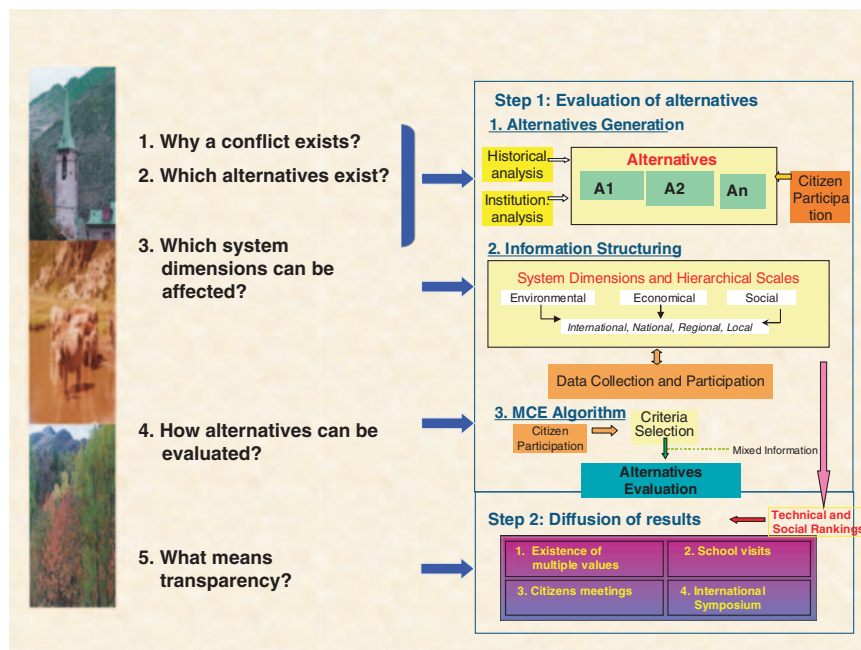 1. Why a conflict exists?
2. Which alternatives exist?
3. Which system
dimensions can be
affected?
4. How alternatives can be
evaluated?
5. What means
transparency?
Step 1: Evaluation of alternatives
1. Alternatives Generation
Historical
analysis
Institution.
analysis
Alternatives
A1
A2
An
Citizen
Participa
tion
2. Information Structuring
System Dimensions and Hierarchical Scales
Environmental
Economical
Social
International, National, Regional, Local
Data Collection and Participation
3. MCE Algorithm
Citizen
Participation
Criteria
Selection
Mixed Information
Alternatives
Evaluation
Step 2: Diffusion of results
Technical and
Social Rankings
1. Existence of
multiple values
2. School visits
3. Citizens meetings
4. International
Symposium